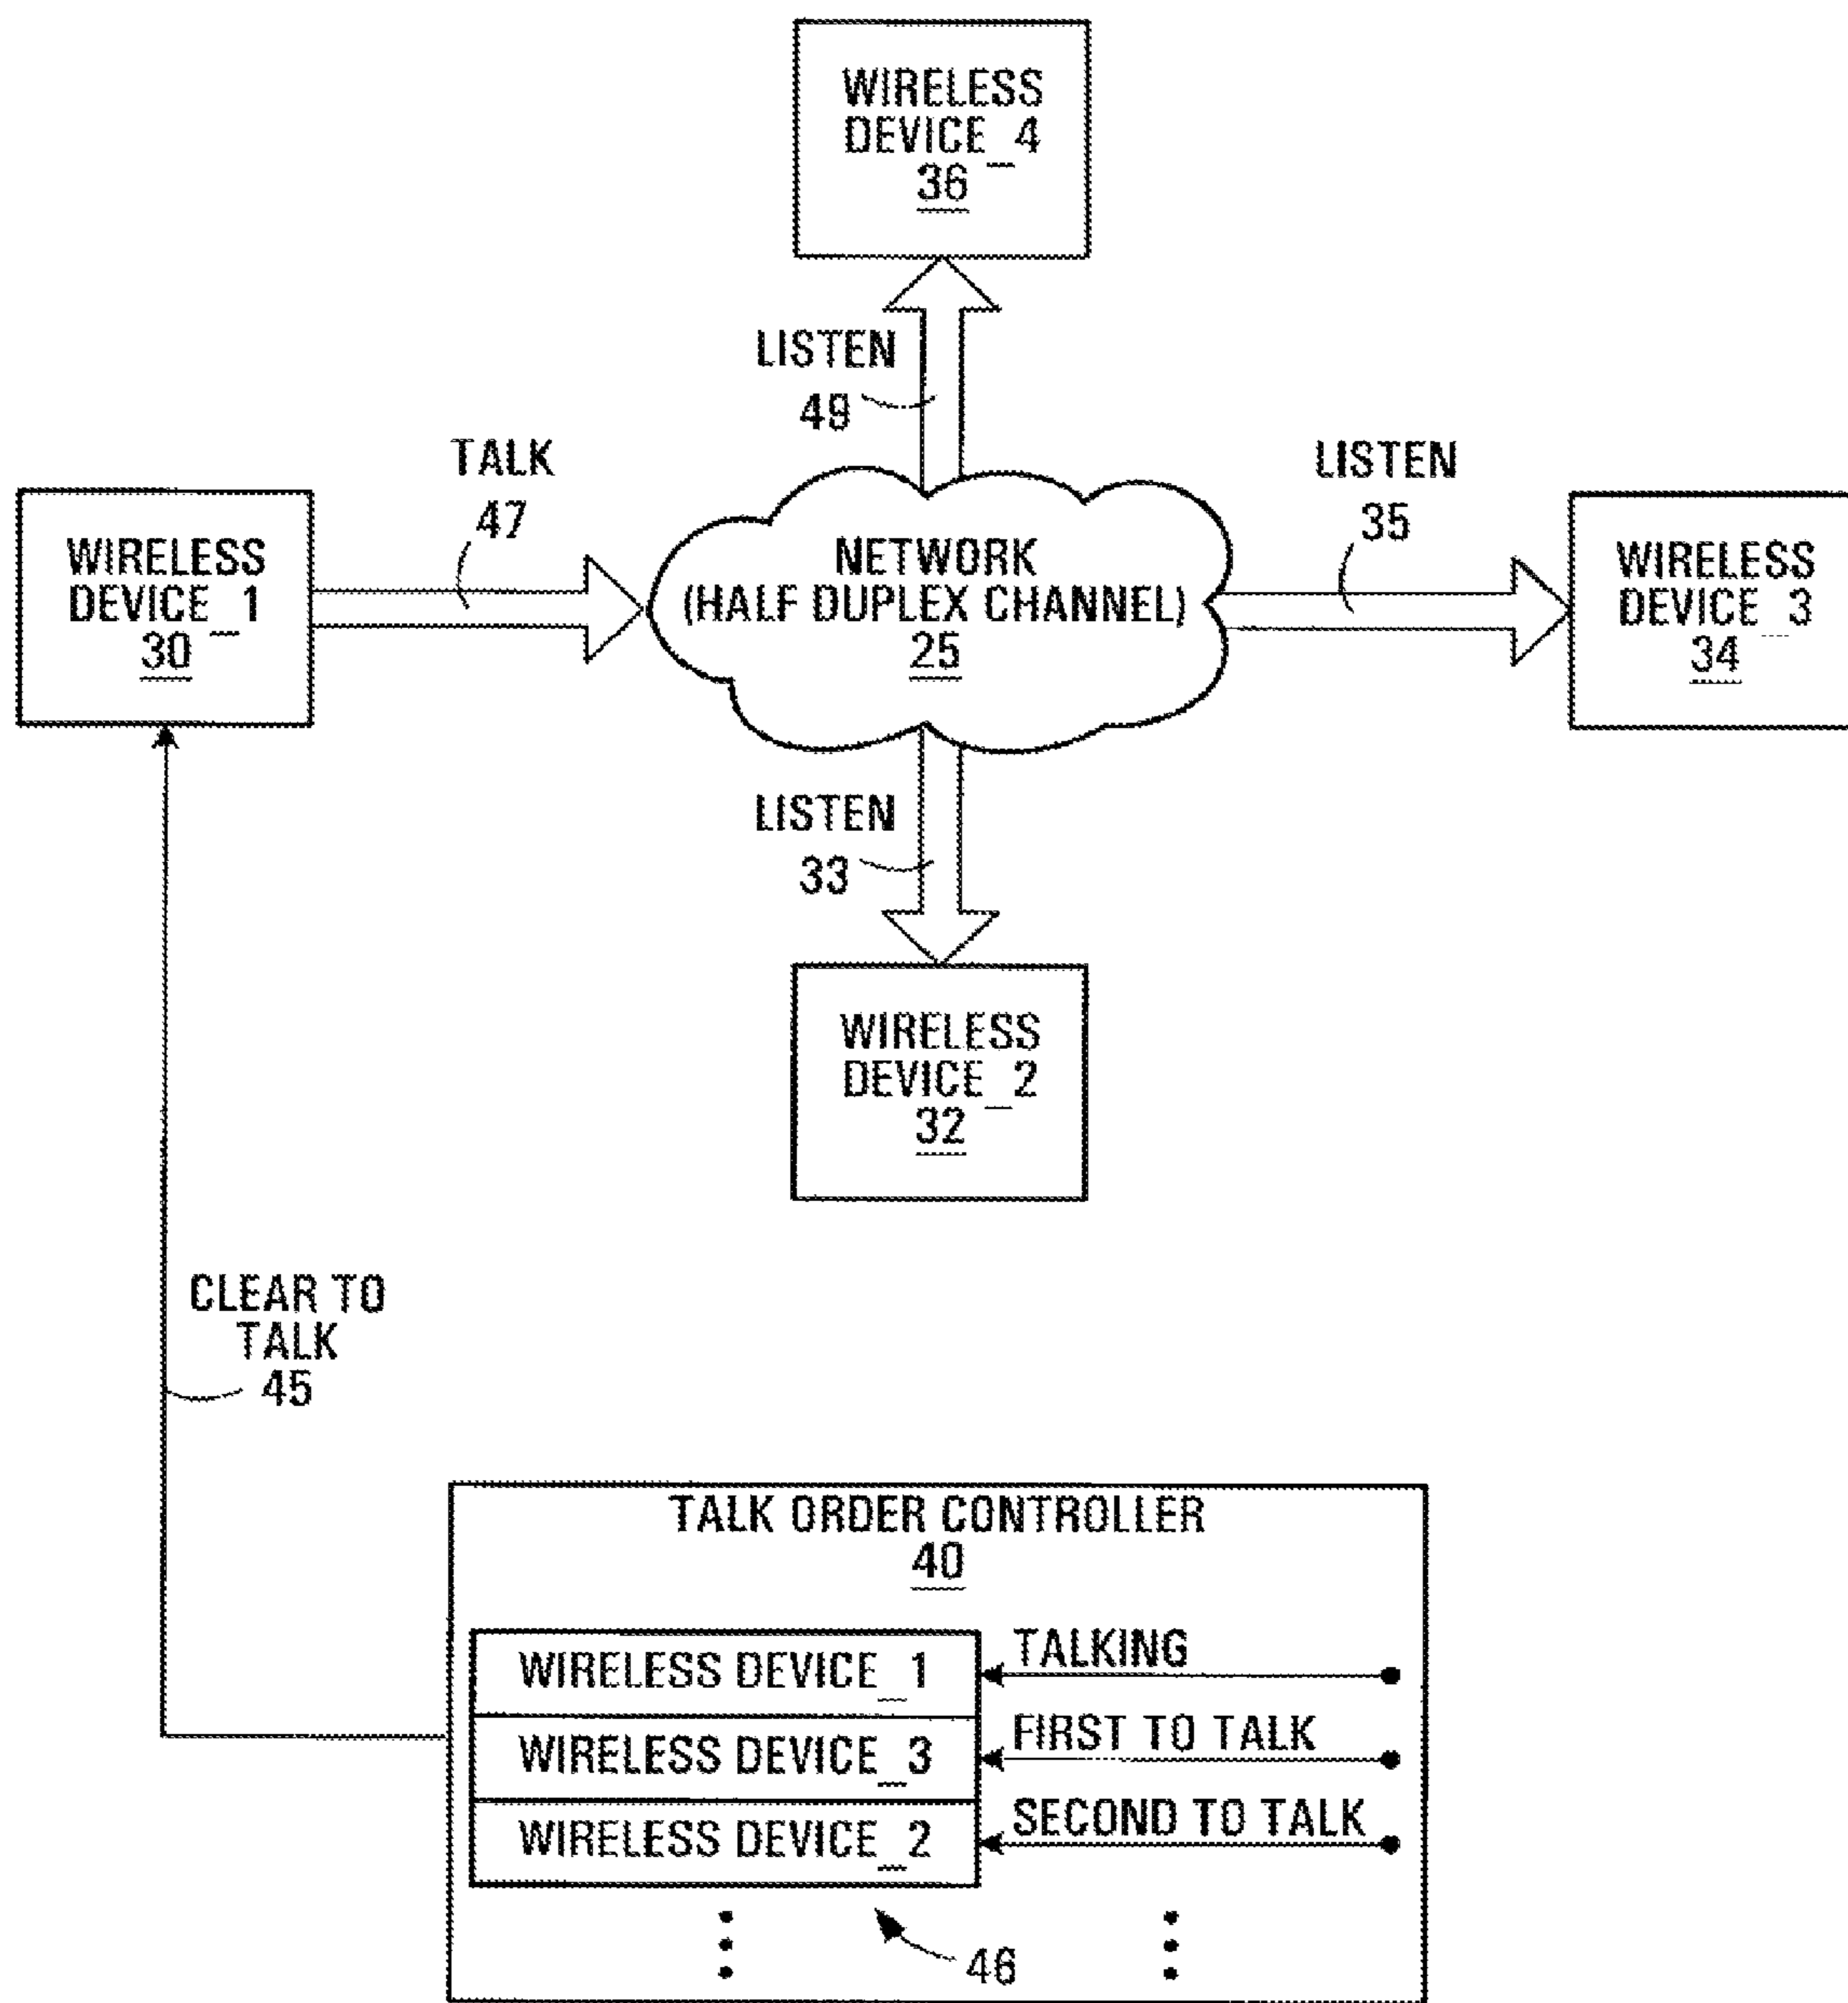 WIRELESS
DEVICE_4
36
LISTEN
49
TALK
47
LISTEN
35
WIRELESS
DEVICE_1
30
NETWORK
(HALF DUPLEX CHANNEL)
25
WIRELESS
DEVICE_3
34
LISTEN
33
WIRELESS
DEVICE_2
32
CLEAR TO
TALK
45
TALK ORDER CONTROLLER
40
WIRELESS DEVICE_1
TALKING
WIRELESS DEVICE_3
FIRST TO TALK
WIRELESS DEVICE_2
SECOND TO TALK
46